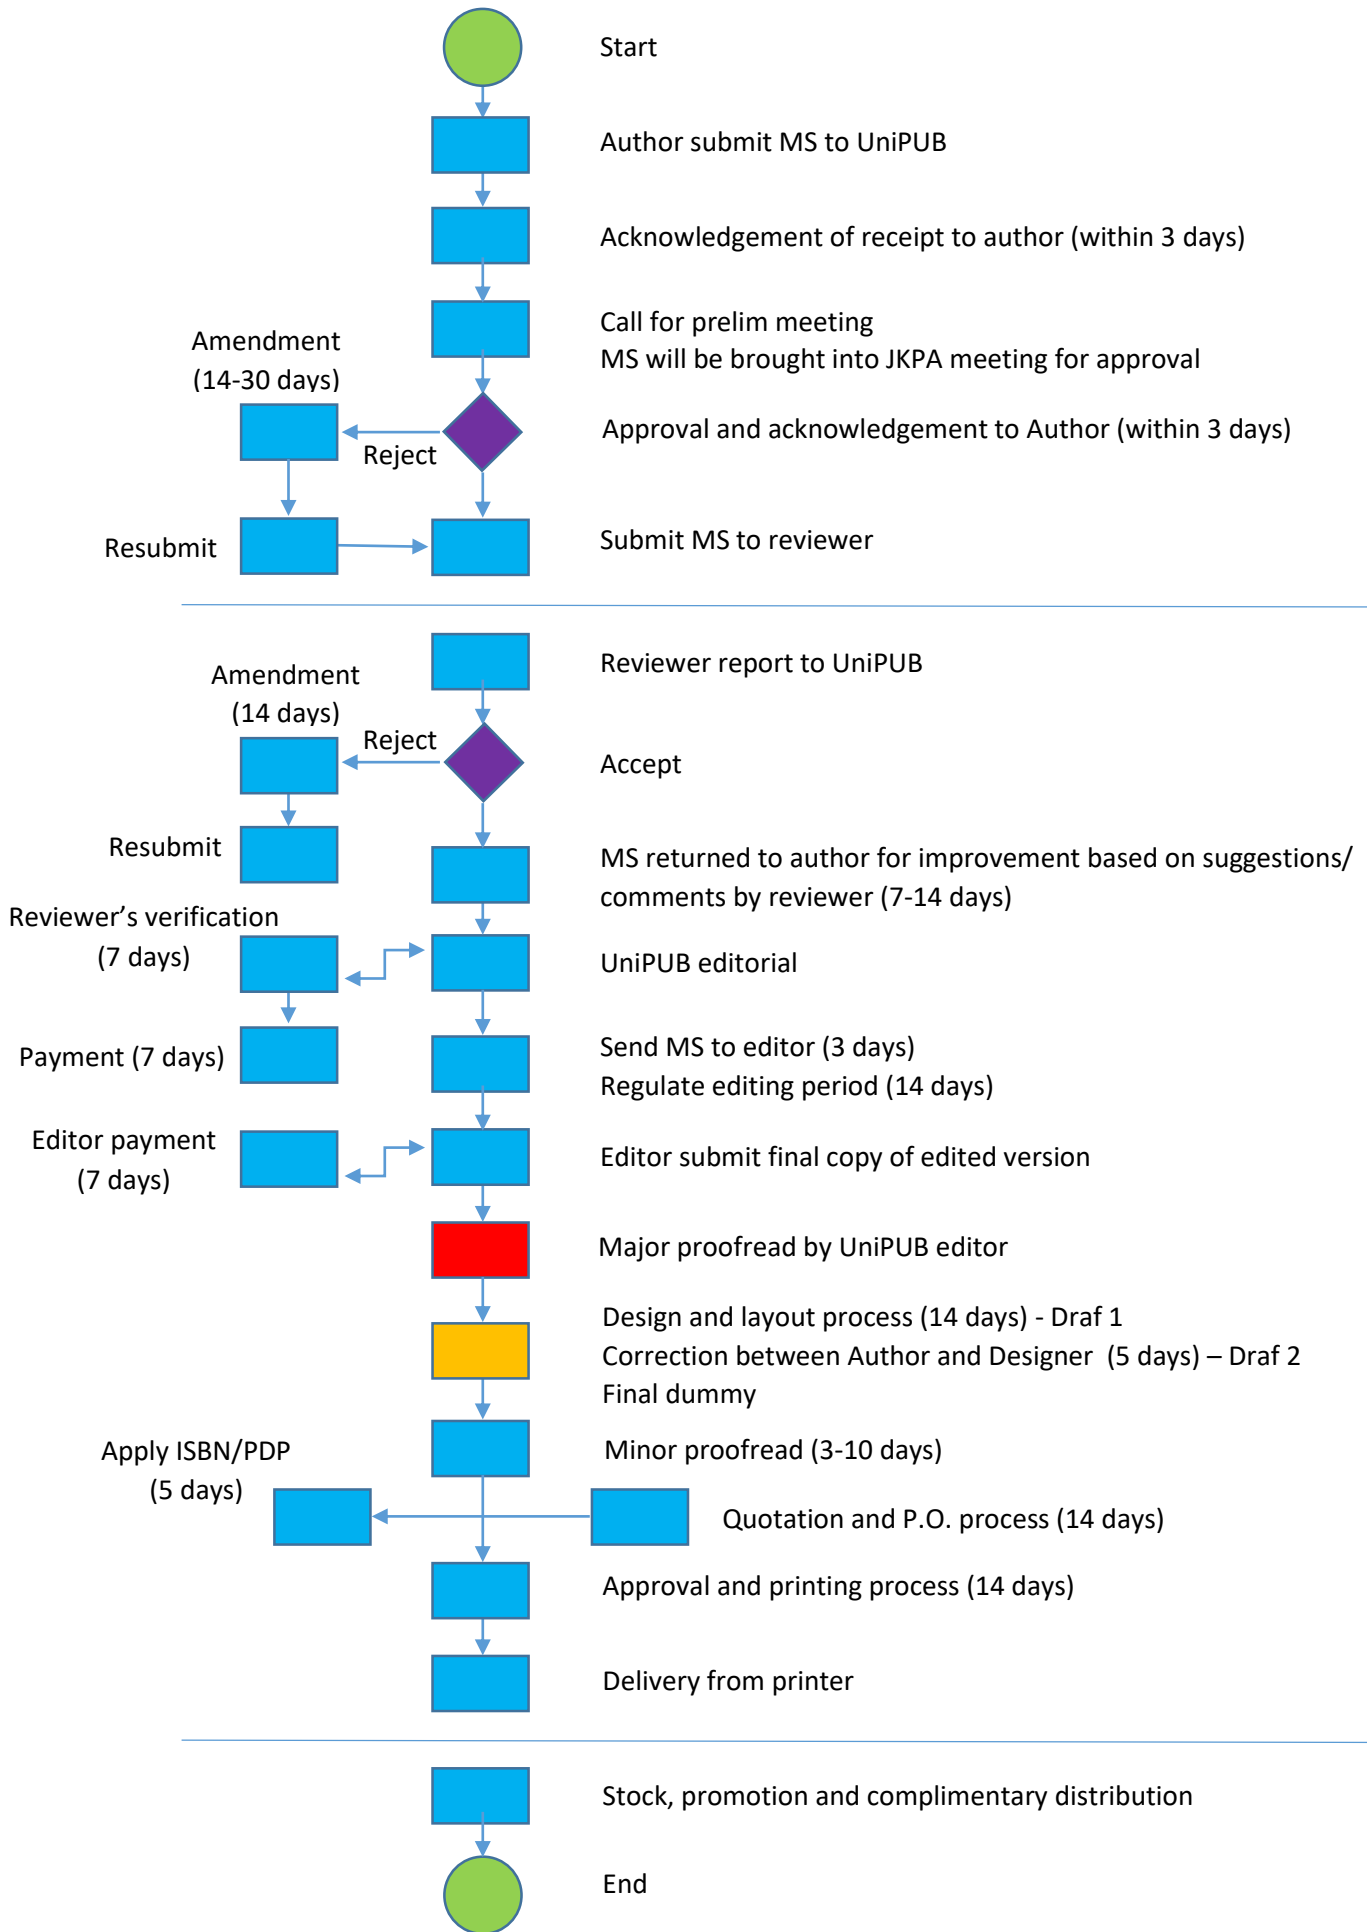 Start
Author submit MS to UniPUB
Acknowledgement of receipt to author (within 3 days)
Call for prelim meeting
MS will be brought into JKPA meeting for approval
Amendment
(14-30 days)
Reject
Approval and acknowledgement to Author (within 3 days)
Resubmit
Submit MS to reviewer
Reviewer report to UniPUB
Amendment
(14 days)
Reject
Accept
Resubmit
MS returned to author for improvement based on suggestions/
comments by reviewer (7-14 days)
Reviewer’s verification
(7 days)
UniPUB editorial
Payment (7 days)
Send MS to editor (3 days)
Regulate editing period (14 days)
Editor payment
(7 days)
Editor submit final copy of edited version
Major proofread by UniPUB editor
Design and layout process (14 days) - Draf 1
Correction between Author and Designer (5 days) – Draf 2
Final dummy
Apply ISBN/PDP
(5 days)
Minor proofread (3-10 days)
Quotation and P.O. process (14 days)
Approval and printing process (14 days)
Delivery from printer
Stock, promotion and complimentary distribution
End